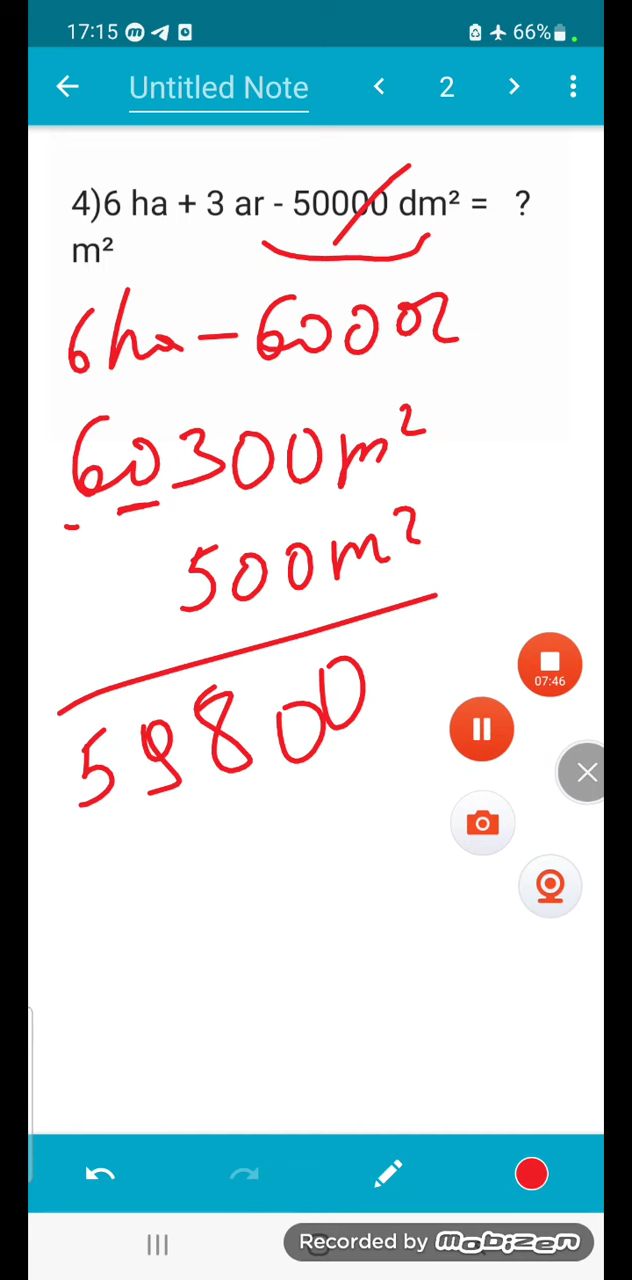 17:15 66%
Untitled Note 2
4)6 ha + 3 ar - 50000 dm² = ?
m²
6ha - 60000
60300m²
500m²
59800
07:46
Recorded by mobizen